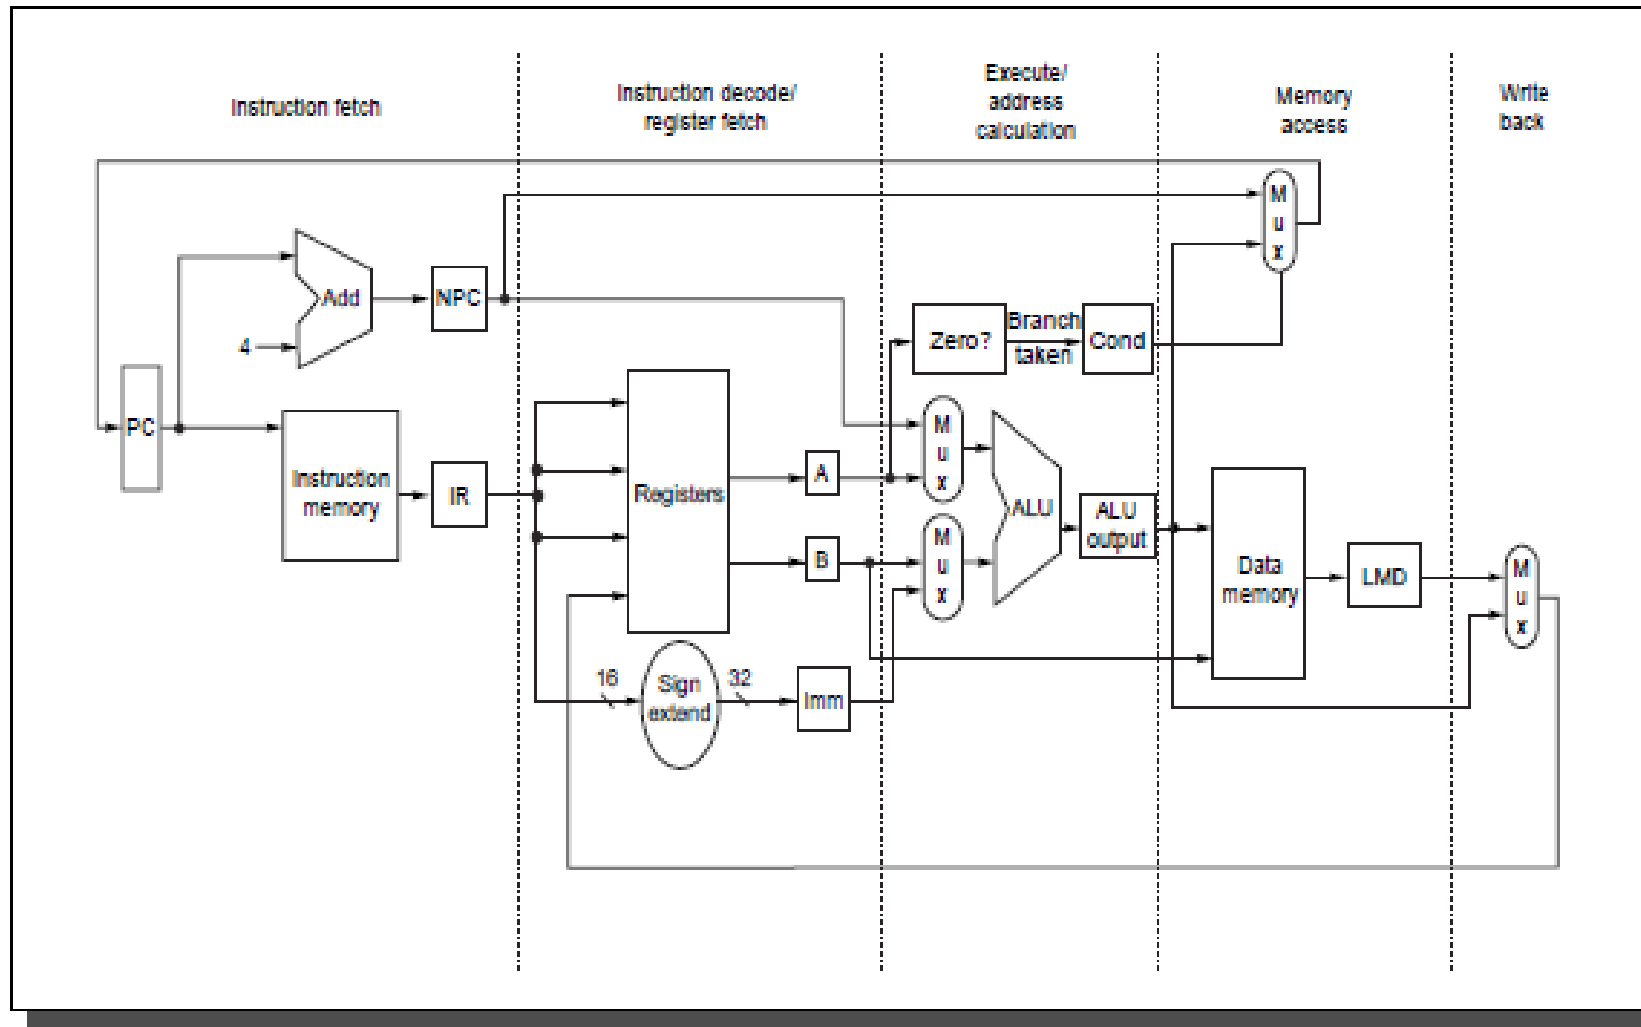 Instruction fetch
Instruction decode/
register fetch
Execute/
address
calculation
Memory
access
Write
back
M
u
x
Add
NPC
4
Zero?
Branch
taken
Cond
PC
Instruction
memory
IR
Registers
A
B
M
u
x
M
u
x
ALU
ALU
output
Data
memory
LMD
M
u
x
16
Sign
extend
32
Imm